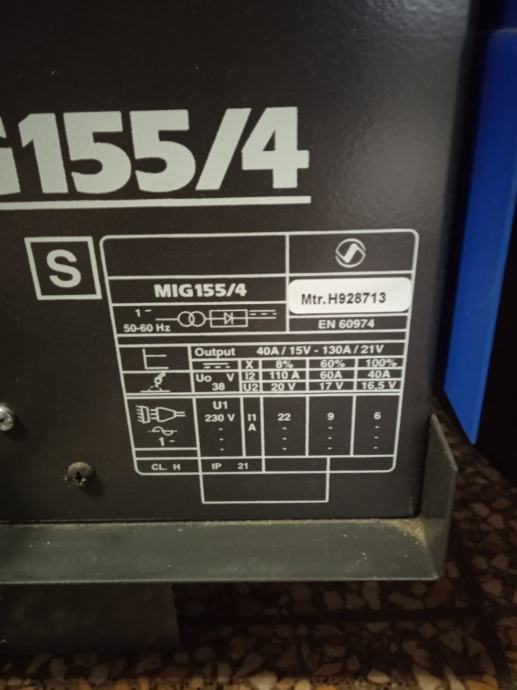 G155/4
S
MIG155/4
Mtr.H928713
1~
50-60 Hz
EN 60974
Output 40A / 15V - 130A / 21V
X 8% 60% 100%
Uo V I2 110 A 60A 40A
38 U2 20 V 17 V 16,5 V
U1
230 V I1 22 9 6
A
1~
CL. H IP 21